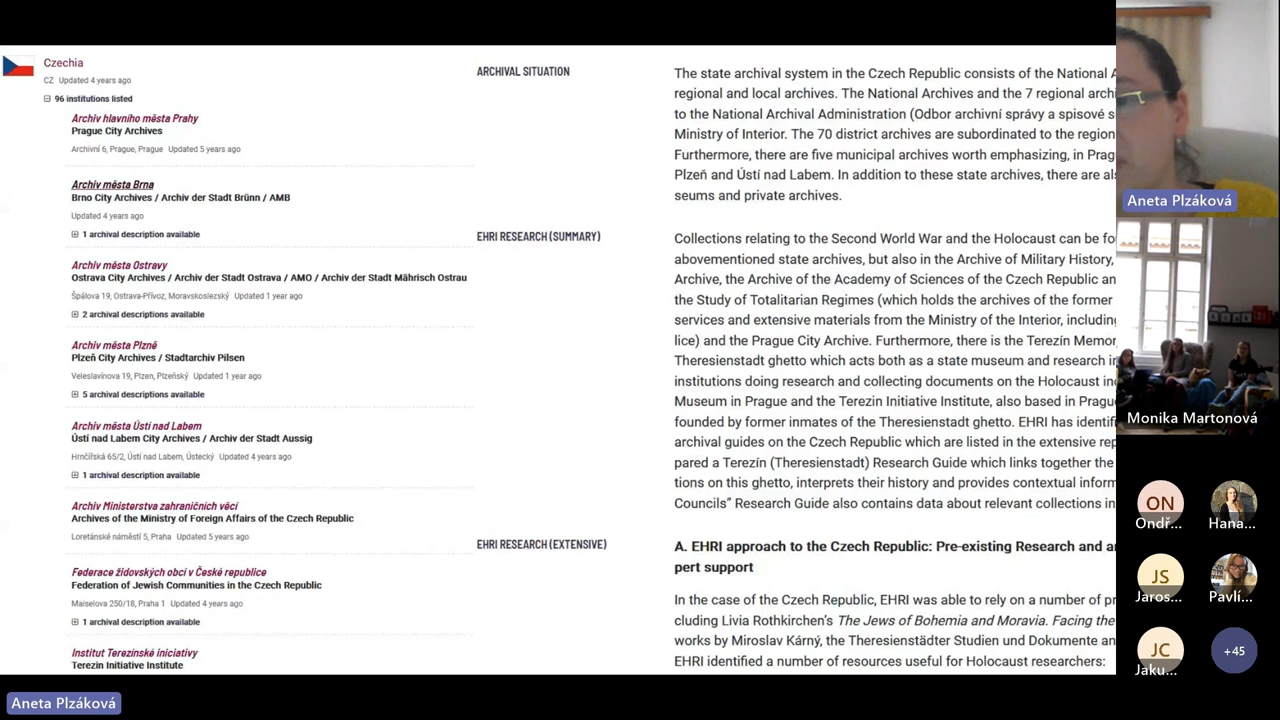 Czechia
CZ Updated 4 years ago
96 institutions listed
Archiv hlavního města Prahy
Prague City Archives
Archivní 6, Prague, Prague Updated 5 years ago
Archiv města Brna
Brno City Archives / Archiv der Stadt Brünn / AMB
Updated 4 years ago
1 archival description available
Archiv města Ostravy
Ostrava City Archives / Archiv der Stadt Ostrava / AMO / Archiv der Stadt Mährisch Ostrau
Špálova 19, Ostrava-Přívoz, Moravskoslezský Updated 1 year ago
2 archival descriptions available
Archiv města Plzně
Plzeň City Archives / Stadtarchiv Pilsen
Veleslavínova 19, Plzen, Plzeňský Updated 1 year ago
5 archival descriptions available
Archiv města Ústí nad Labem
Ústí nad Labem City Archives / Archiv der Stadt Aussig
Hrnčířská 65/2, Ústí nad Labem, Ústecký Updated 4 years ago
1 archival description available
Archiv Ministerstva zahraničních věcí
Archives of the Ministry of Foreign Affairs of the Czech Republic
Loretánské náměstí 5, Praha Updated 5 years ago
Federace židovských obcí v České republice
Federation of Jewish Communities in the Czech Republic
Maiselova 250/18, Praha 1 Updated 4 years ago
1 archival description available
Institut Terezínské iniciativy
Terezin Initiative Institute
ARCHIVAL SITUATION
The state archival system in the Czech Republic consists of the National A
regional and local archives. The National Archives and the 7 regional archi
to the National Archival Administration (Odbor archivní správy a spisové s
Ministry of Interior. The 70 district archives are subordinated to the region
Furthermore, there are five municipal archives worth emphasizing, in Prag
Plzeň and Ústí nad Labem. In addition to these state archives, there are al
seums and private archives.
EHRI RESEARCH (SUMMARY)
Collections relating to the Second World War and the Holocaust can be fo
abovementioned state archives, but also in the Archive of Military History,
Archive, the Archive of the Academy of Sciences of the Czech Republic an
the Study of Totalitarian Regimes (which holds the archives of the former
services and extensive materials from the Ministry of the Interior, including
lice) and the Prague City Archive. Furthermore, there is the Terezín Memor
Theresienstadt ghetto which acts both as a state museum and research in
institutions doing research and collecting documents on the Holocaust inc
Museum in Prague and the Terezin Initiative Institute, also based in Prague
founded by former inmates of the Theresienstadt ghetto. EHRI has identif
archival guides on the Czech Republic which are listed in the extensive rep
pared a Terezín (Theresienstadt) Research Guide which links together the
tions on this ghetto, interprets their history and provides contextual inform
Councils” Research Guide also contains data about relevant collections in
EHRI RESEARCH (EXTENSIVE)
A. EHRI approach to the Czech Republic: Pre-existing Research and a
pert support
In the case of the Czech Republic, EHRI was able to rely on a number of p
cluding Livia Rothkirchen’s The Jews of Bohemia and Moravia. Facing the
works by Miroslav Kárný, the Theresienstädter Studien und Dokumente an
EHRI identified a number of resources useful for Holocaust researchers:
Aneta Plzáková
Monika Martonová
ON
Ondř...
Hana...
JS
Jaros...
Pavlí...
JC
Jaku...
+45
Aneta Plzáková